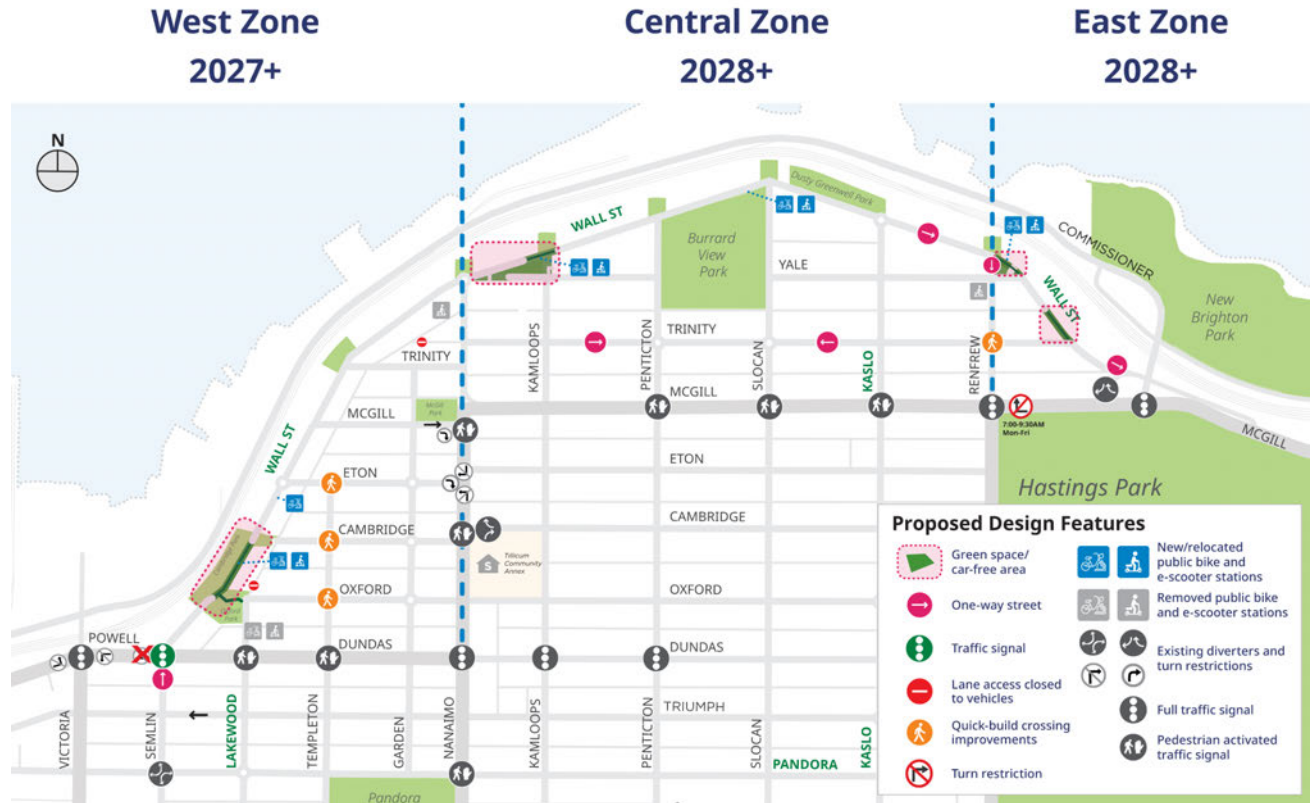 West Zone
2027+
Central Zone
2028+
East Zone
2028+
N
WALL ST
Dusty Greenwell Park
Burrard
View
Park
YALE
COMMISSIONER
WALL ST
New
Brighton
Park
KAMLOOPS
PENTICTON
TRINITY
SLOCAN
KASLO
RENFREW
TRINITY
MCGILL
McGill
Park
MCGILL
7:00-9:30AM
Mon-Fri
MCGILL
WALL ST
ETON
ETON
Hastings Park
CAMBRIDGE
CAMBRIDGE
S
Tillicum
Community
Annex
OXFORD
OXFORD
POWELL
DUNDAS
DUNDAS
TRIUMPH
VICTORIA
SEMLIN
LAKEWOOD
TEMPLETON
GARDEN
NANAIMO
KAMLOOPS
PENTICTON
SLOCAN
PANDORA
KASLO
Pandora
Proposed Design Features
Green space/
car-free area
One-way street
Traffic signal
Lane access closed
to vehicles
Quick-build crossing
improvements
Turn restriction
New/relocated
public bike and
e-scooter stations
Removed public bike
and e-scooter stations
Existing diverters and
turn restrictions
Full traffic signal
Pedestrian activated
traffic signal